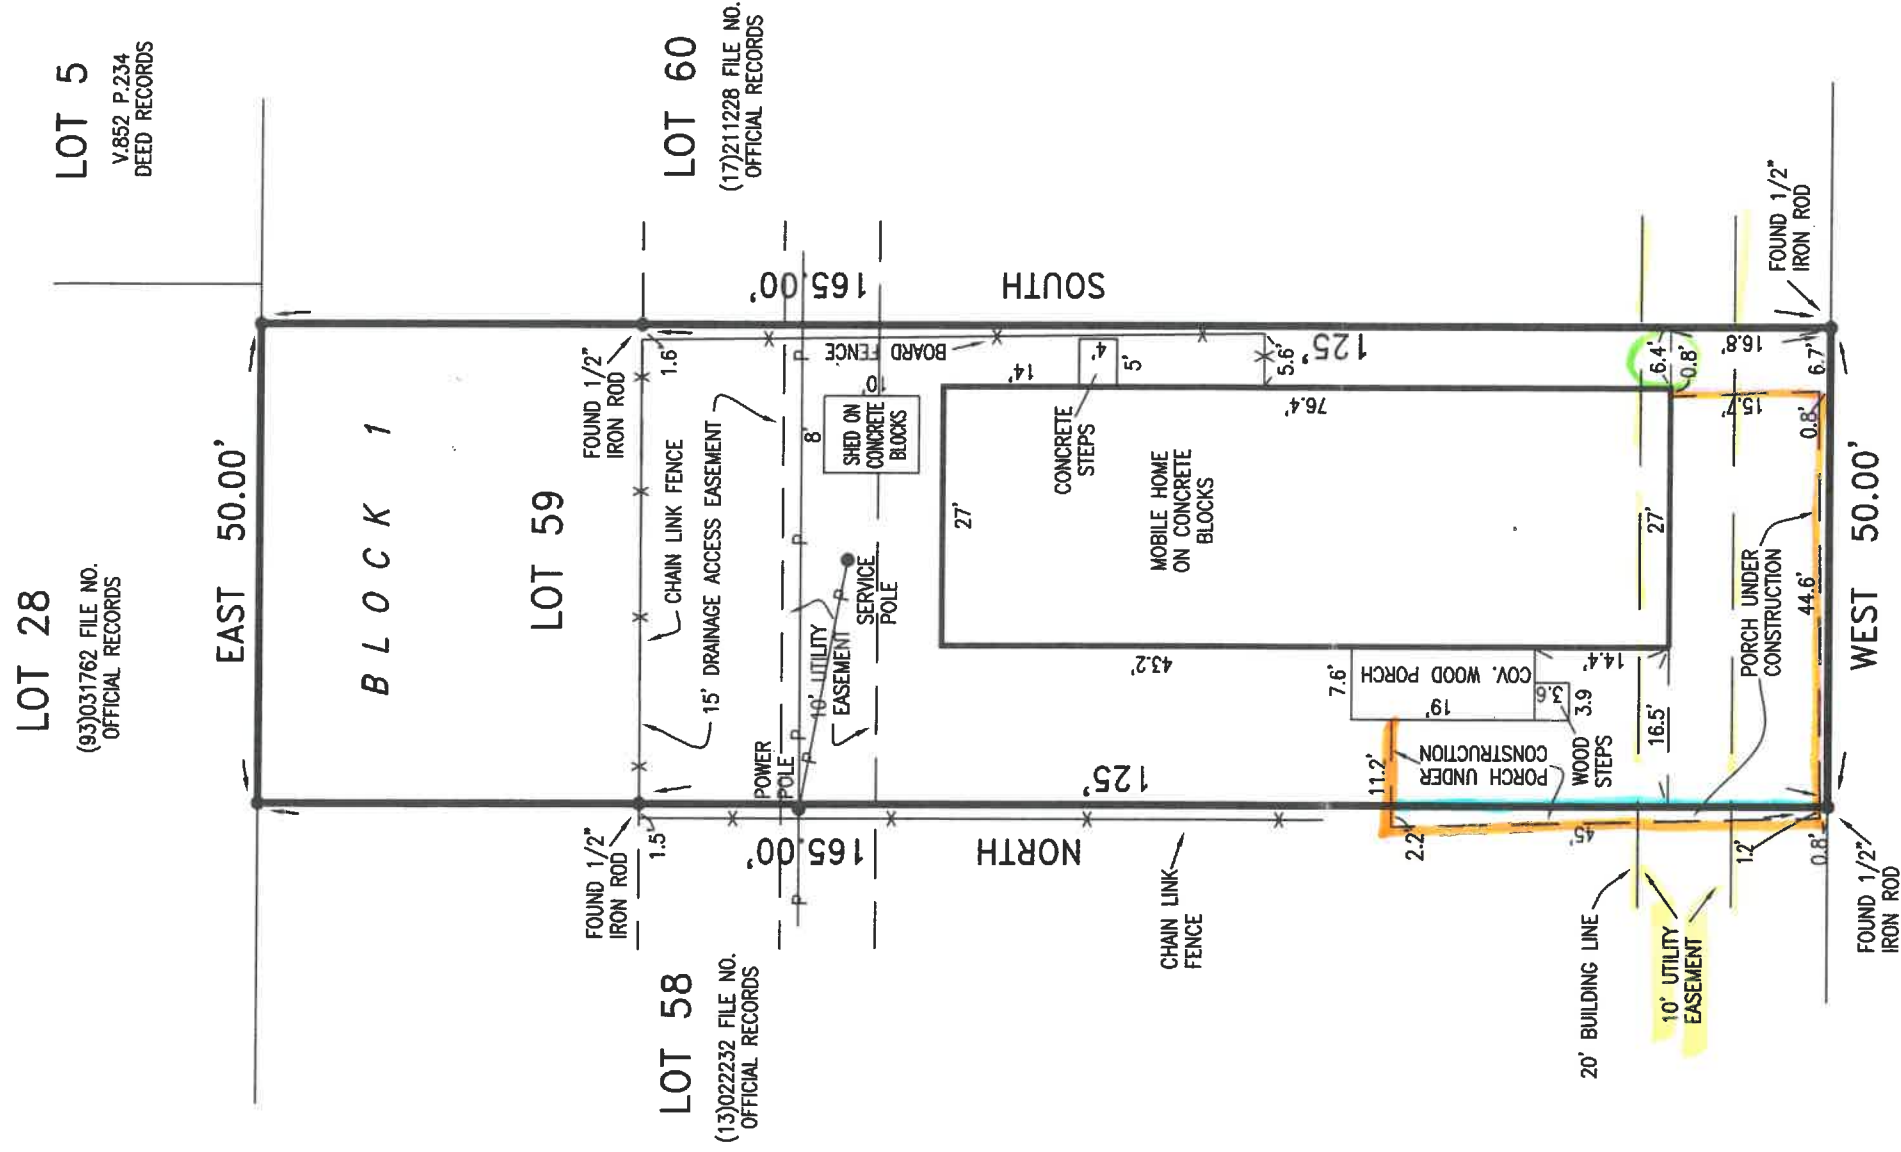 LOT 5
V.852 P.234
DEED RECORDS
LOT 28
(93)031762 FILE NO.
OFFICIAL RECORDS
LOT 60
(17)211228 FILE NO.
OFFICIAL RECORDS
EAST 50.00'
BLOCK 1
LOT 59
FOUND 1/2"
IRON ROD
1.6'
CHAIN LINK FENCE
15' DRAINAGE ACCESS EASEMENT
165.00'
SOUTH
125'
BOARD FENCE
10'
8'
SHED ON
CONCRETE
BLOCKS
P
P
P
P
P
P
P
10' UTILITY
EASEMENT
SERVICE
POLE
POWER
POLE
14'
4'
5'
5.6'
CONCRETE
STEPS
76.4'
27'
MOBILE HOME
ON CONCRETE
BLOCKS
27'
43.2'
7.6'
COV. WOOD PORCH
19'
3.6
3.9
14.4'
WOOD
STEPS
16.5'
11.2'
PORCH UNDER
CONSTRUCTION
125'
6.4'
0.8'
16.8'
6.7'
15.7'
0.8'
FOUND 1/2"
IRON ROD
PORCH UNDER
CONSTRUCTION
44.6'
WEST 50.00'
FOUND 1/2"
IRON ROD
1.5'
165.00'
NORTH
2.2'
45'
1.2'
0.8'
CHAIN LINK
FENCE
LOT 58
(13)022232 FILE NO.
OFFICIAL RECORDS
20' BUILDING LINE
10' UTILITY
EASEMENT
FOUND 1/2"
IRON ROD